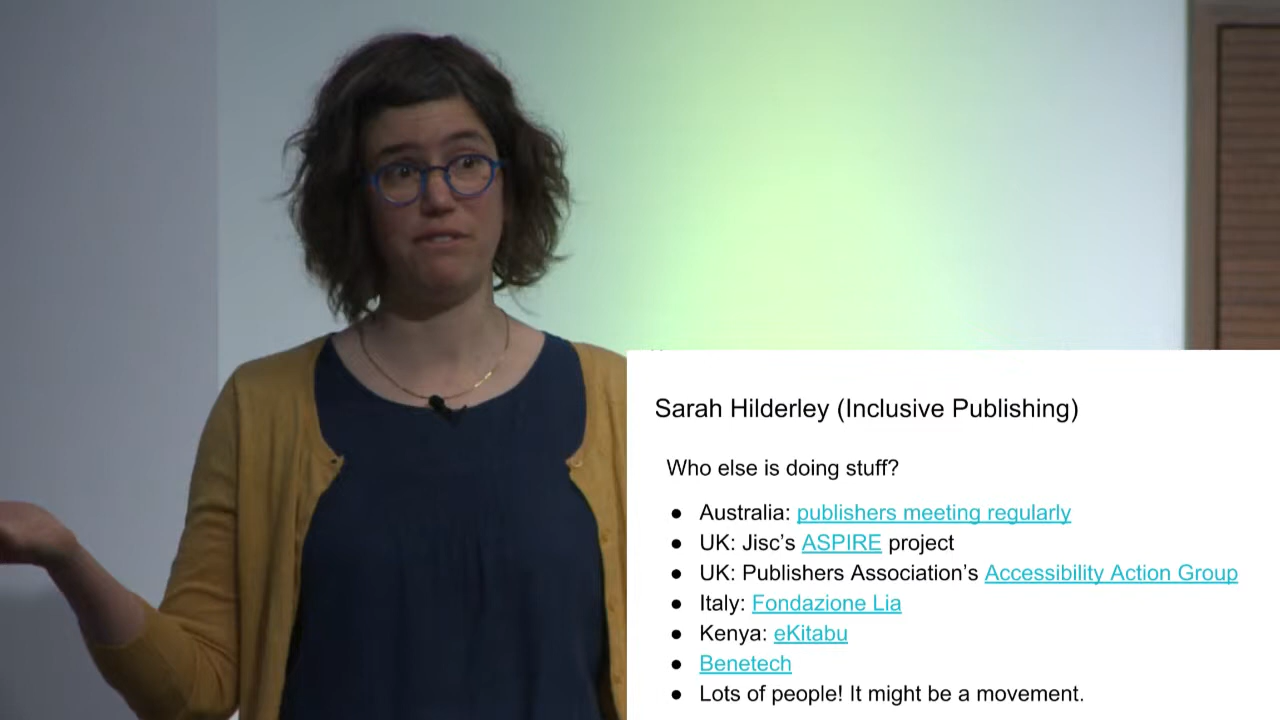 Sarah Hilderley (Inclusive Publishing)
Who else is doing stuff?
● Australia: publishers meeting regularly
● UK: Jisc’s ASPIRE project
● UK: Publishers Association’s Accessibility Action Group
● Italy: Fondazione Lia
● Kenya: eKitabu
● Benetech
● Lots of people! It might be a movement.